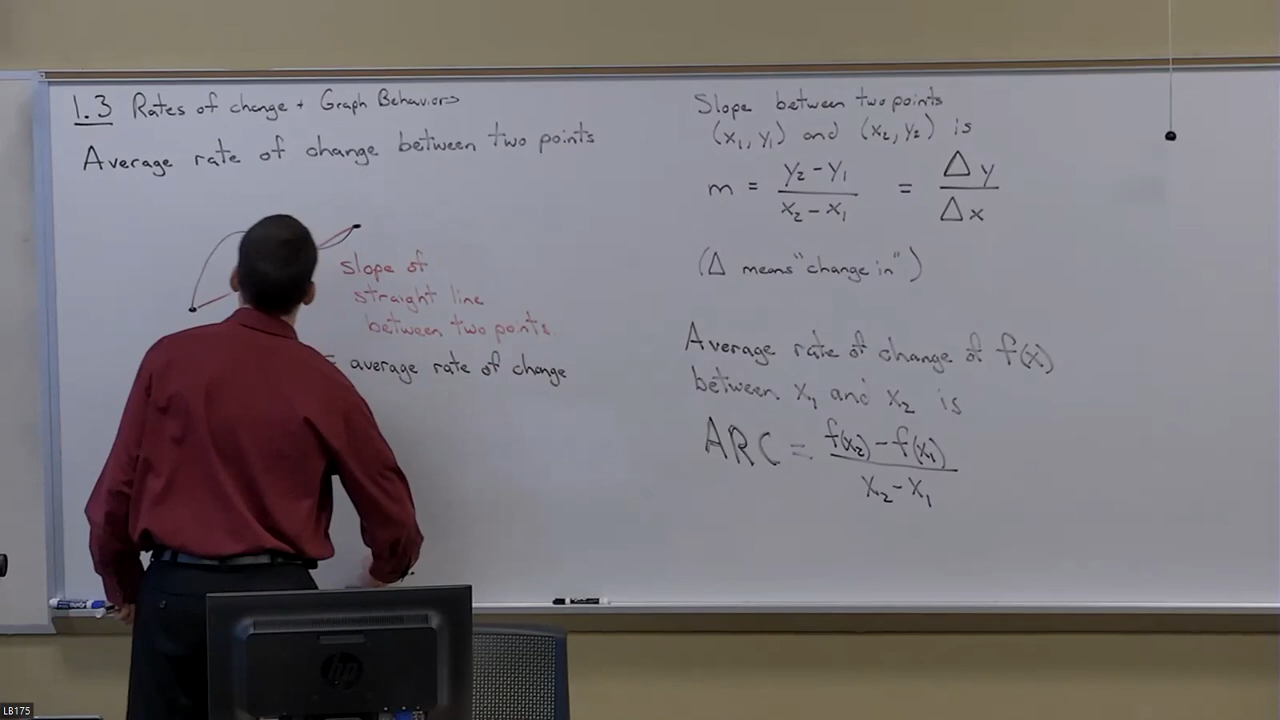 1.3 Rates of change + Graph Behaviors
Average rate of change between two points
slope of
straight line
between two points.
= average rate of change
Slope between two points
(x₁, y₁) and (x₂, y₂) is
m = (y₂ - y₁)/(x₂ - x₁) = Δy/Δx
(Δ means "change in")
Average rate of change of f(x)
between x₁ and x₂ is
ARC = (f(x₂) - f(x₁))/(x₂ - x₁)
hp
LB175